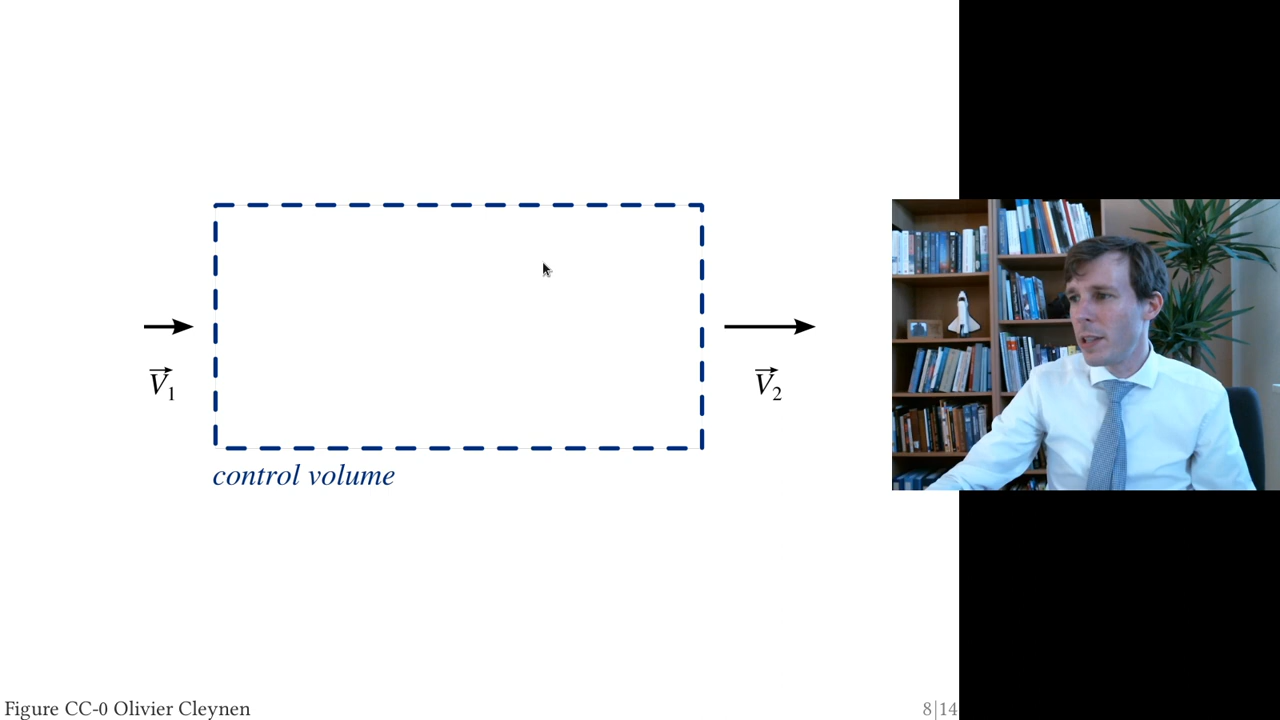 V⃗₁
V⃗₂
control volume
Figure CC-0 Olivier Cleynen
8|14